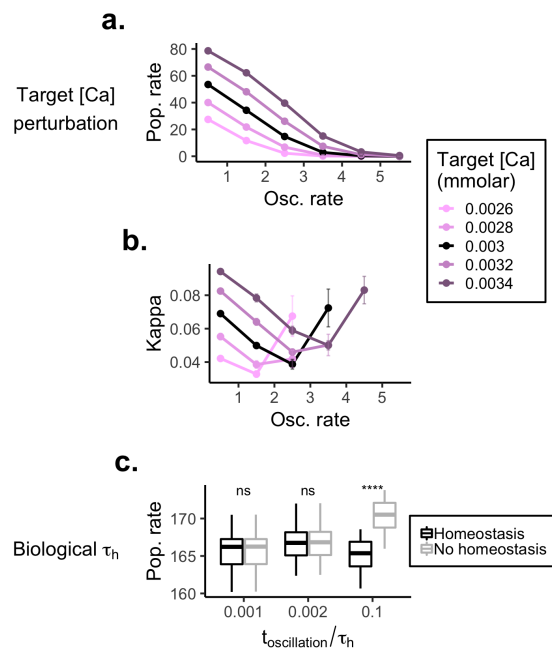 a.
Target [Ca]
perturbation
Pop. rate
80
60
40
20
0
1 2 3 4 5
Osc. rate
Target [Ca]
(mmolar)
0.0026
0.0028
0.003
0.0032
0.0034
b.
Kappa
0.08
0.06
0.04
1 2 3 4 5
Osc. rate
c.
Biological τh
Pop. rate
170
165
160
ns ns ****
0.001 0.002 0.1
toscillation/τh
Homeostasis
No homeostasis